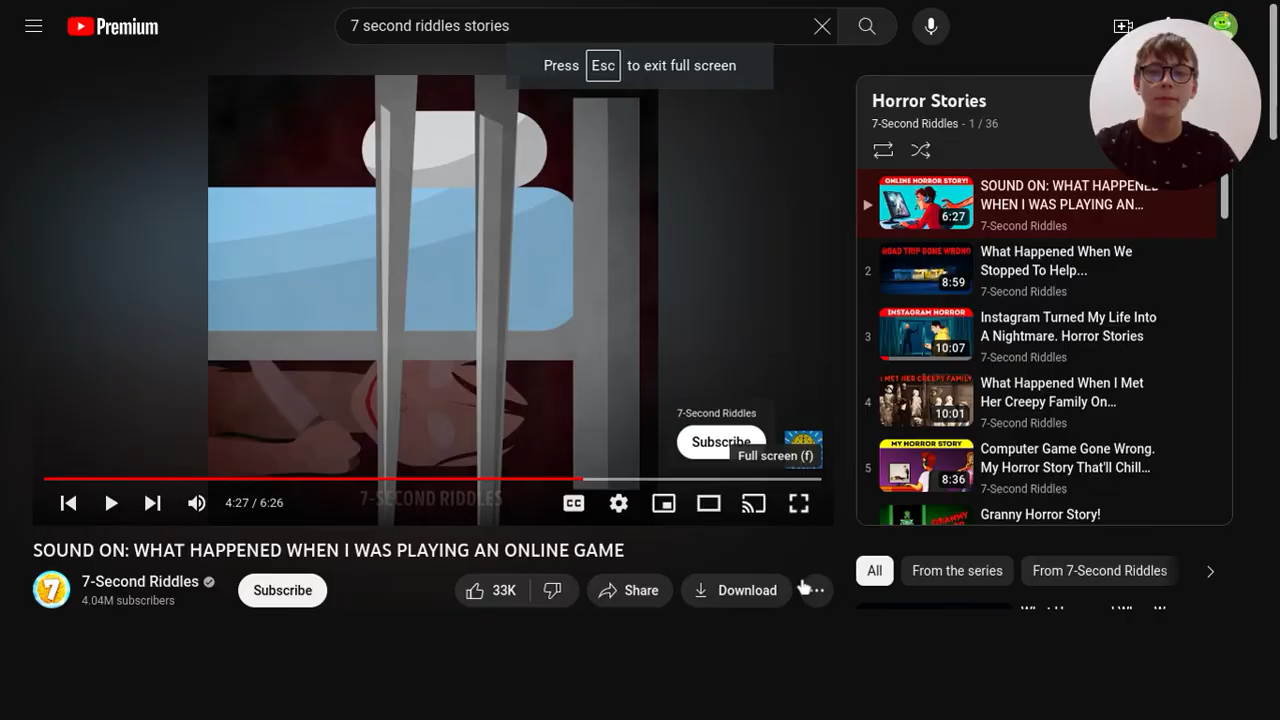 Premium
7 second riddles stories
Press Esc to exit full screen
Horror Stories
7-Second Riddles - 1 / 36
ONLINE HORROR STORY!
6:27
SOUND ON: WHAT HAPPENED
WHEN I WAS PLAYING AN…
7-Second Riddles
2
ROAD TRIP GONE WRONG
8:59
What Happened When We
Stopped To Help...
7-Second Riddles
3
INSTAGRAM HORROR
10:07
Instagram Turned My Life Into
A Nightmare. Horror Stories
7-Second Riddles
4
I MET HER CREEPY FAMILY
10:01
What Happened When I Met
Her Creepy Family On…
7-Second Riddles
5
MY HORROR STORY
8:36
Computer Game Gone Wrong.
My Horror Story That'll Chill…
7-Second Riddles
GRANNY
Granny Horror Story!
7-Second Riddles
Subscribe
Full screen (f)
4:27 / 6:26
7-SECOND RIDDLES
CC
SOUND ON: WHAT HAPPENED WHEN I WAS PLAYING AN ONLINE GAME
7
7-Second Riddles
4.04M subscribers
Subscribe
33K
Share
Download
All
From the series
From 7-Second Riddles